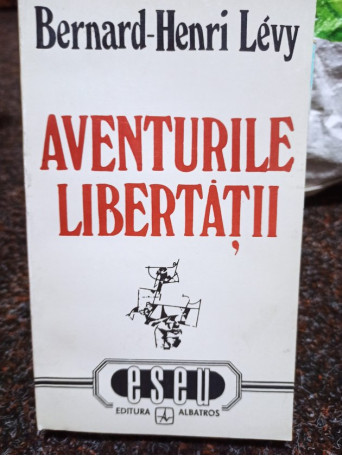 Bernard-Henri Lévy
AVENTURILE
LIBERTĂȚII
eseu
EDITURA A ALBATROS